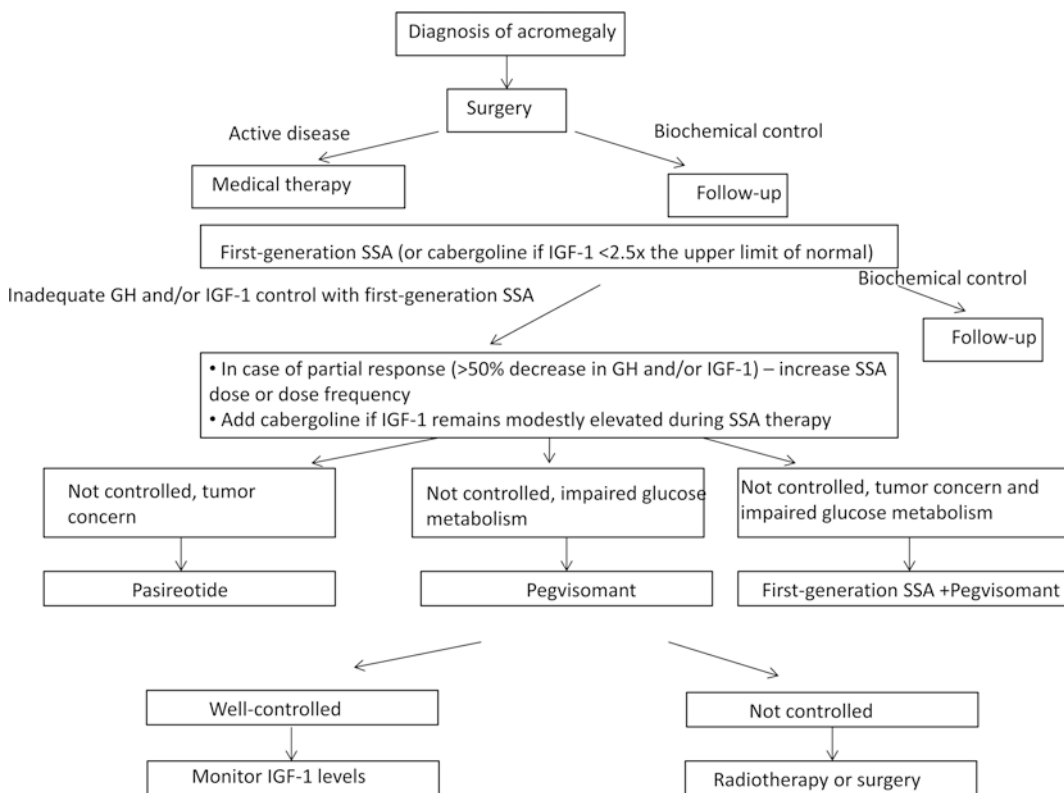 Diagnosis of acromegaly
Surgery
Active disease
Biochemical control
Medical therapy
Follow-up
First-generation SSA (or cabergoline if IGF-1 <2.5x the upper limit of normal)
Biochemical control
Inadequate GH and/or IGF-1 control with first-generation SSA
Follow-up
• In case of partial response (>50% decrease in GH and/or IGF-1) – increase SSA
dose or dose frequency
• Add cabergoline if IGF-1 remains modestly elevated during SSA therapy
Not controlled, tumor
concern
Not controlled, impaired glucose
metabolism
Not controlled, tumor concern and
impaired glucose metabolism
Pasireotide
Pegvisomant
First-generation SSA +Pegvisomant
Well-controlled
Not controlled
Monitor IGF-1 levels
Radiotherapy or surgery